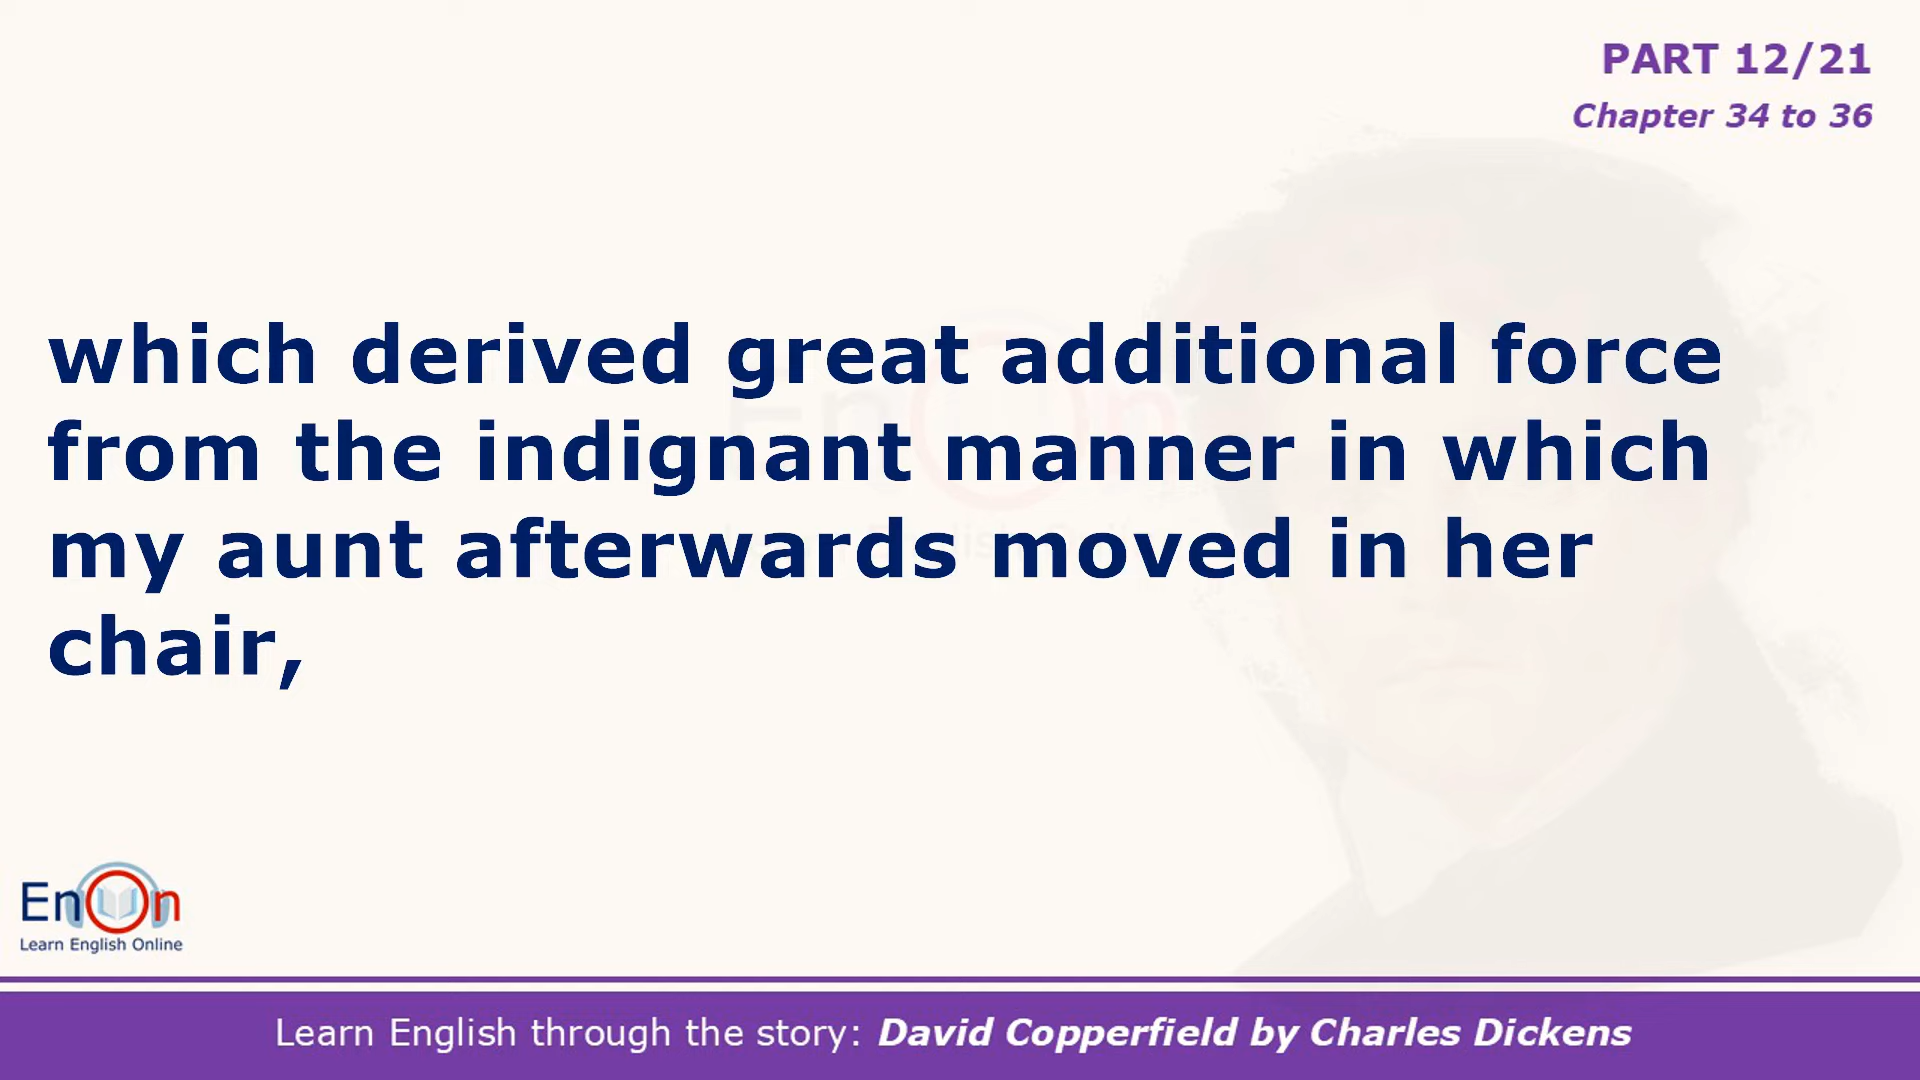 PART 12/21
Chapter 34 to 36
which derived great additional force
from the indignant manner in which
my aunt afterwards moved in her
chair,
EnOn
Learn English Online
Learn English through the story: David Copperfield by Charles Dickens